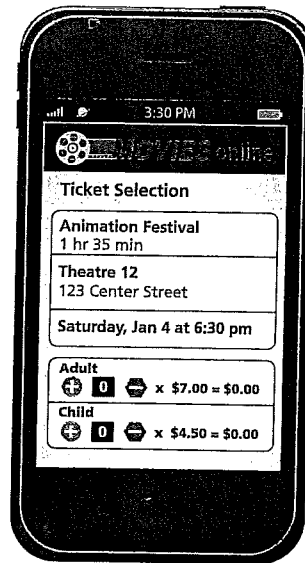 3:30 PM
MOVIES online
Ticket Selection
Animation Festival
1 hr 35 min
Theatre 12
123 Center Street
Saturday, Jan 4 at 6:30 pm
Adult
+ 0 − x $7.00 = $0.00
Child
+ 0 − x $4.50 = $0.00